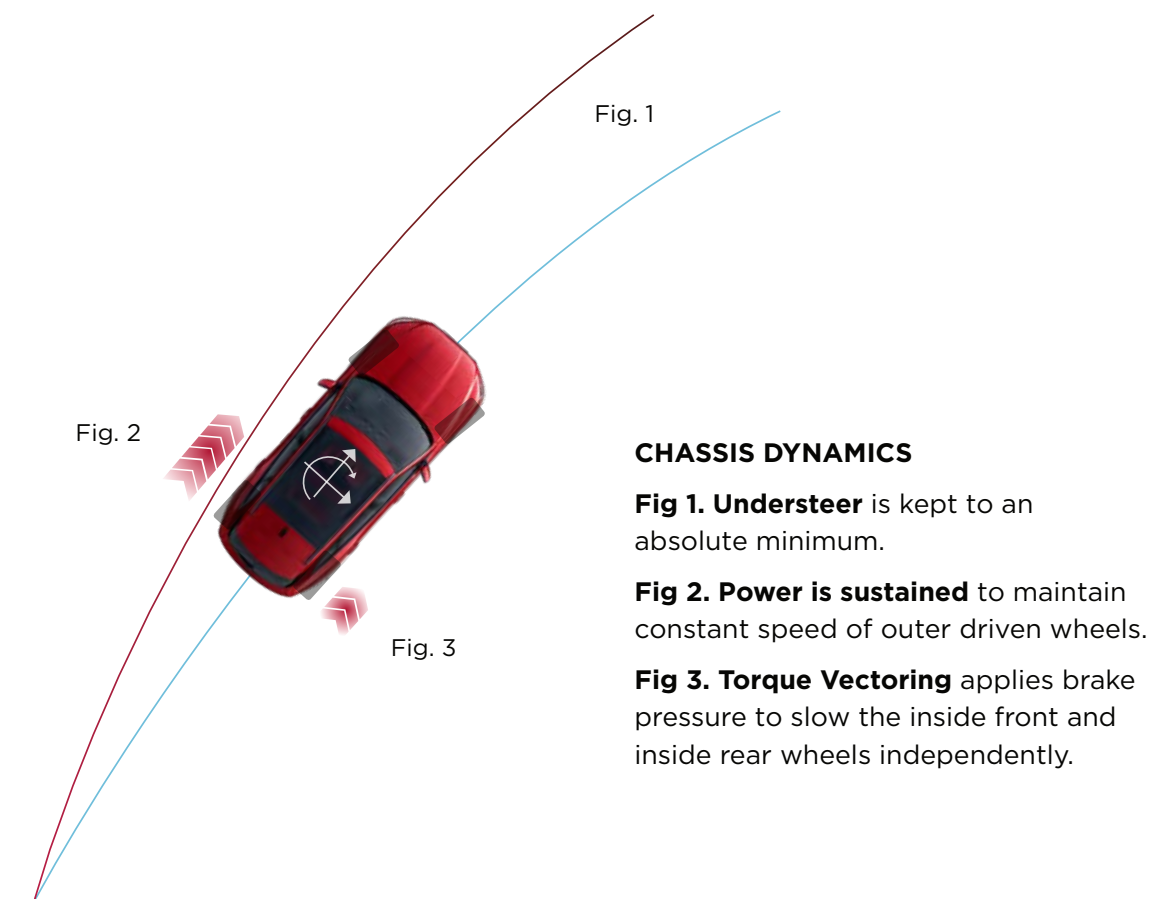 Fig. 1
Fig. 2
Fig. 3
CHASSIS DYNAMICS
Fig 1. Understeer is kept to an
absolute minimum.
Fig 2. Power is sustained to maintain
constant speed of outer driven wheels.
Fig 3. Torque Vectoring applies brake
pressure to slow the inside front and
inside rear wheels independently.